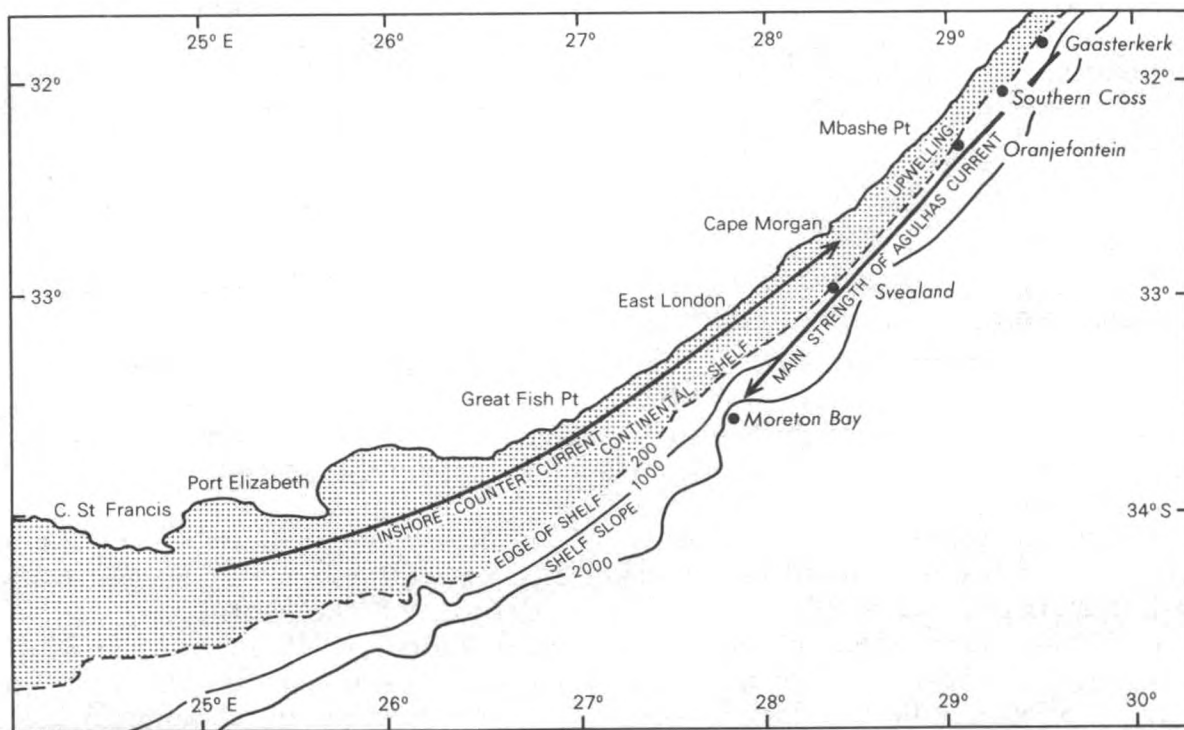 25° E 26° 27° 28° 29°
Gaasterkerk
32° 32°
Southern Cross
Mbashe Pt
Oranjefontein
UPWELLING
Cape Morgan
MAIN STRENGTH OF AGULHAS CURRENT
33° East London Svealand 33°
Great Fish Pt
Moreton Bay
INSHORE COUNTER CURRENT CONTINENTAL SHELF
Port Elizabeth
C. St Francis
EDGE OF SHELF 200
1000
SHELF SLOPE
2000
34° S
25° E 26° 27° 28° 29° 30°